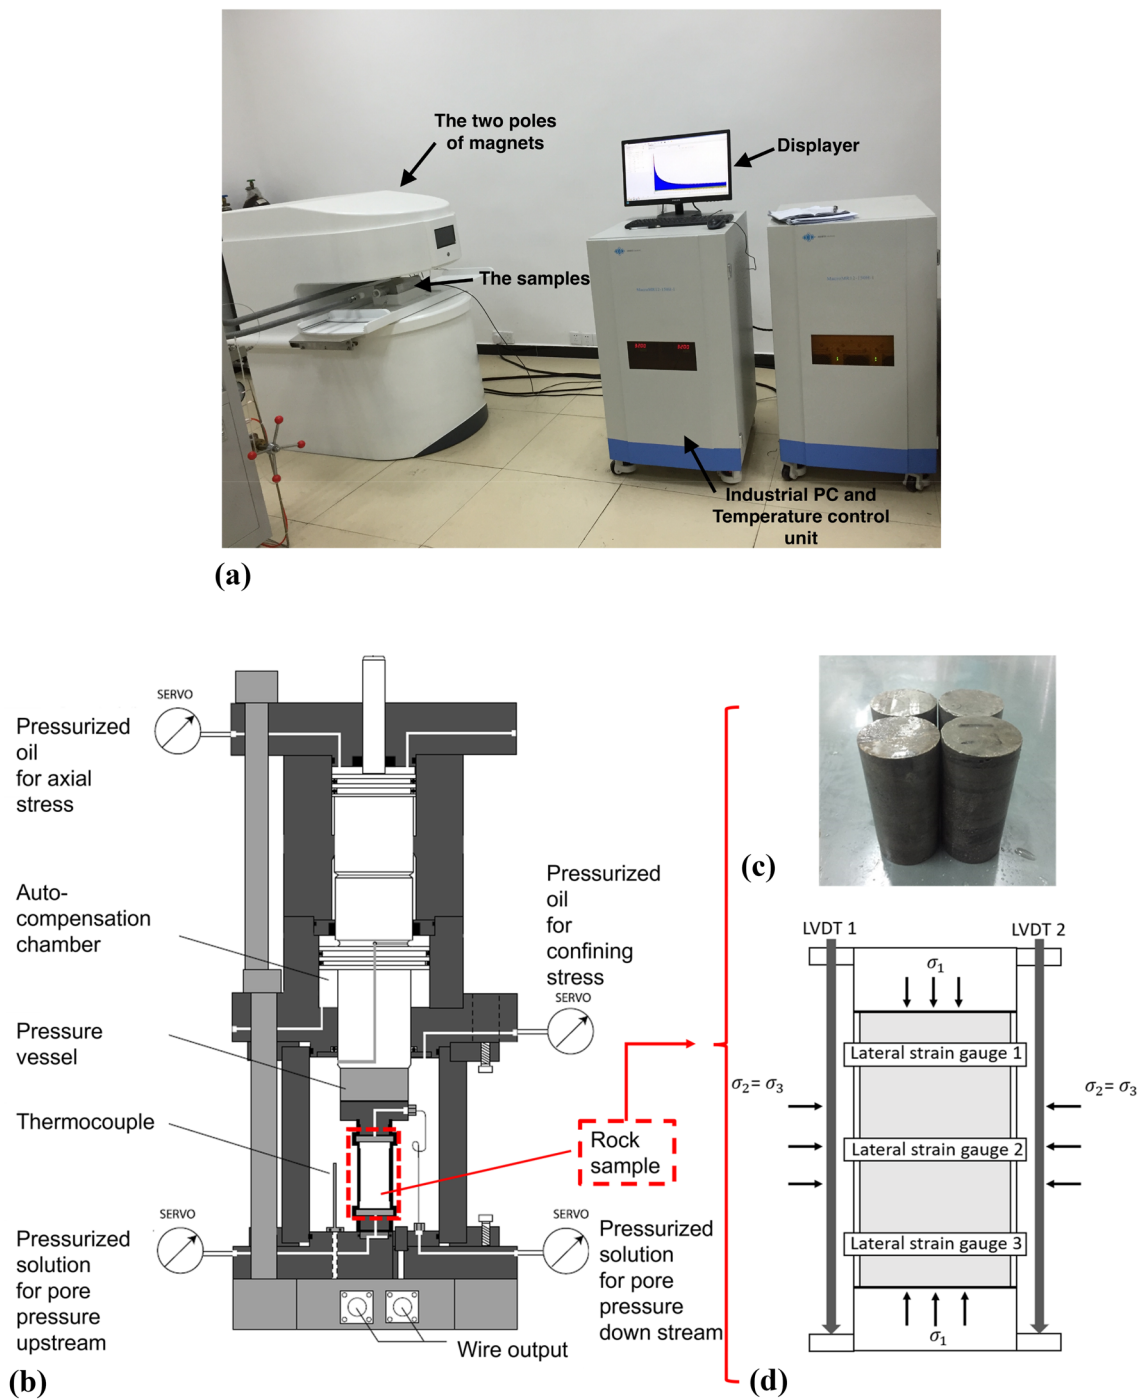 The two poles
of magnets
Displayer
The samples
Industrial PC and
Temperature control
unit
(a)
SERVO
Pressurized
oil
for axial
stress
Auto-
compensation
chamber
Pressure
vessel
Thermocouple
SERVO
Pressurized
solution
for pore
pressure
upstream
Pressurized
oil
for
confining
stress
SERVO
Rock
sample
SERVO
Pressurized
solution
for pore
pressure
down stream
Wire output
(b)
(c)
LVDT 1
LVDT 2
σ1
Lateral strain gauge 1
σ2 = σ3
σ2 = σ3
Lateral strain gauge 2
Lateral strain gauge 3
σ1
(d)